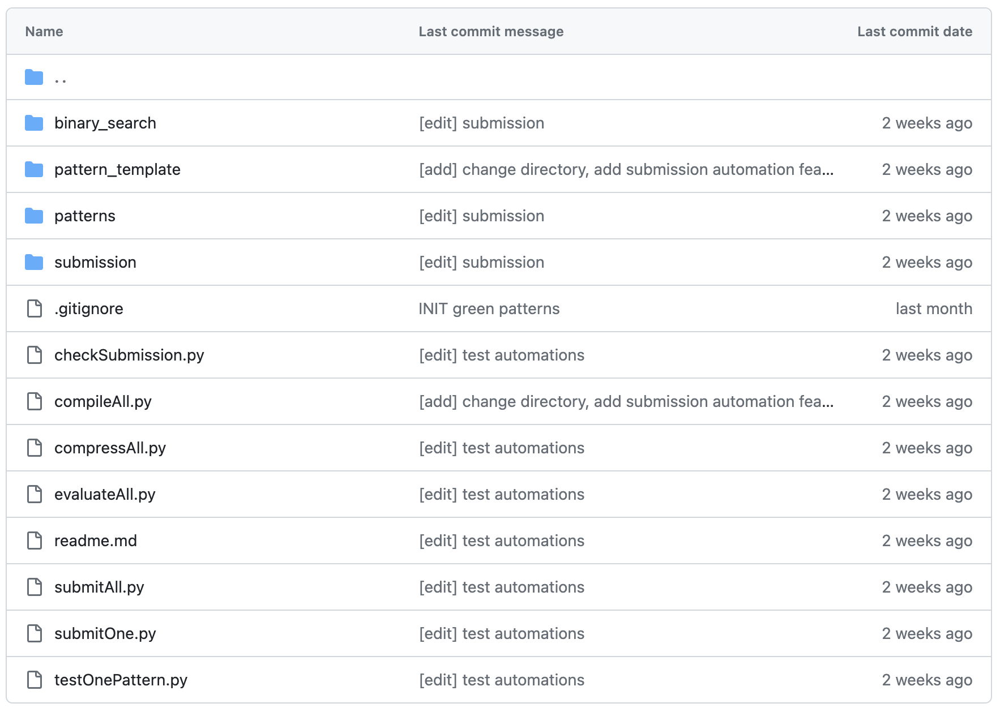 Name Last commit message Last commit date
..
binary_search [edit] submission 2 weeks ago
pattern_template [add] change directory, add submission automation fea... 2 weeks ago
patterns [edit] submission 2 weeks ago
submission [edit] submission 2 weeks ago
.gitignore INIT green patterns last month
checkSubmission.py [edit] test automations 2 weeks ago
compileAll.py [add] change directory, add submission automation fea... 2 weeks ago
compressAll.py [edit] test automations 2 weeks ago
evaluateAll.py [edit] test automations 2 weeks ago
readme.md [edit] test automations 2 weeks ago
submitAll.py [edit] test automations 2 weeks ago
submitOne.py [edit] test automations 2 weeks ago
testOnePattern.py [edit] test automations 2 weeks ago